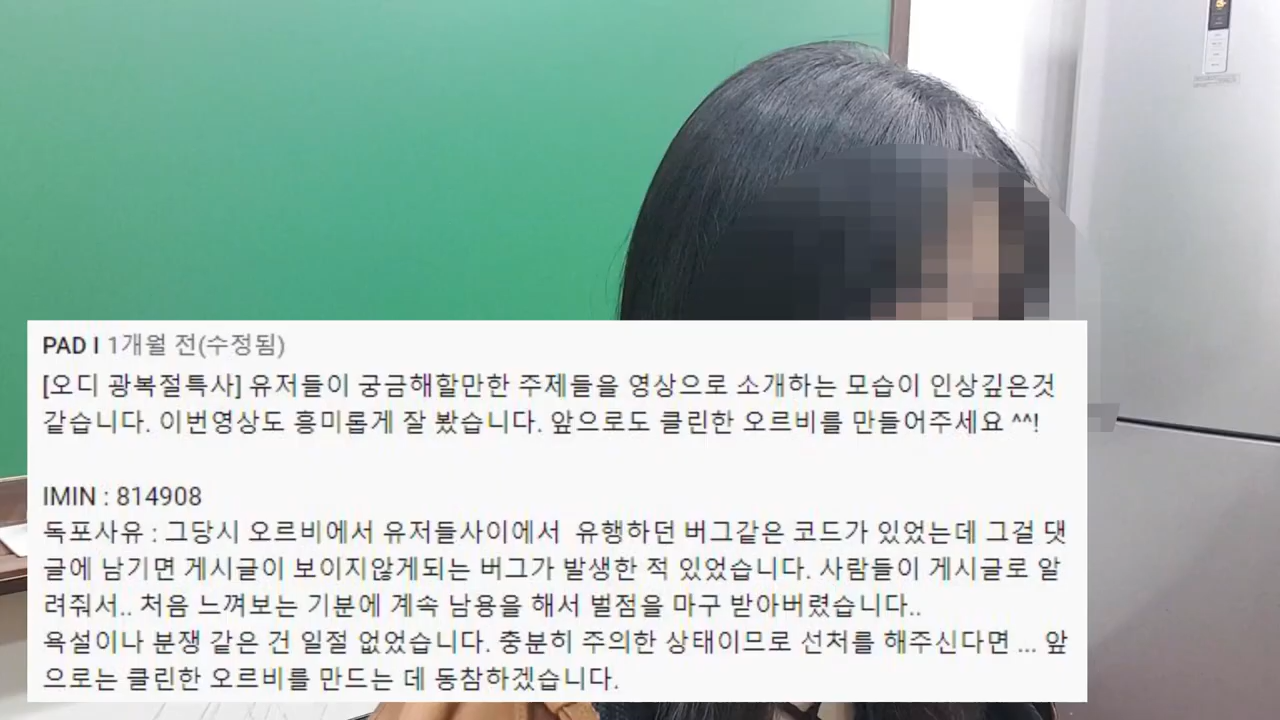 PAD I 1개월 전(수정됨)
[오디 광복절특사] 유저들이 궁금해할만한 주제들을 영상으로 소개하는 모습이 인상깊은것
같습니다. 이번영상도 흥미롭게 잘 봤습니다. 앞으로도 클린한 오르비를 만들어주세요 ^^!
IMIN : 814908
독포사유 : 그당시 오르비에서 유저들사이에서 유행하던 버그같은 코드가 있었는데 그걸 댓
글에 남기면 게시글이 보이지않게되는 버그가 발생한 적 있었습니다. 사람들이 게시글로 알
려줘서.. 처음 느껴보는 기분에 계속 남용을 해서 벌점을 마구 받아버렸습니다..
욕설이나 분쟁 같은 건 일절 없었습니다. 충분히 주의한 상태이므로 선처를 해주신다면 ... 앞
으로는 클린한 오르비를 만드는 데 동참하겠습니다.